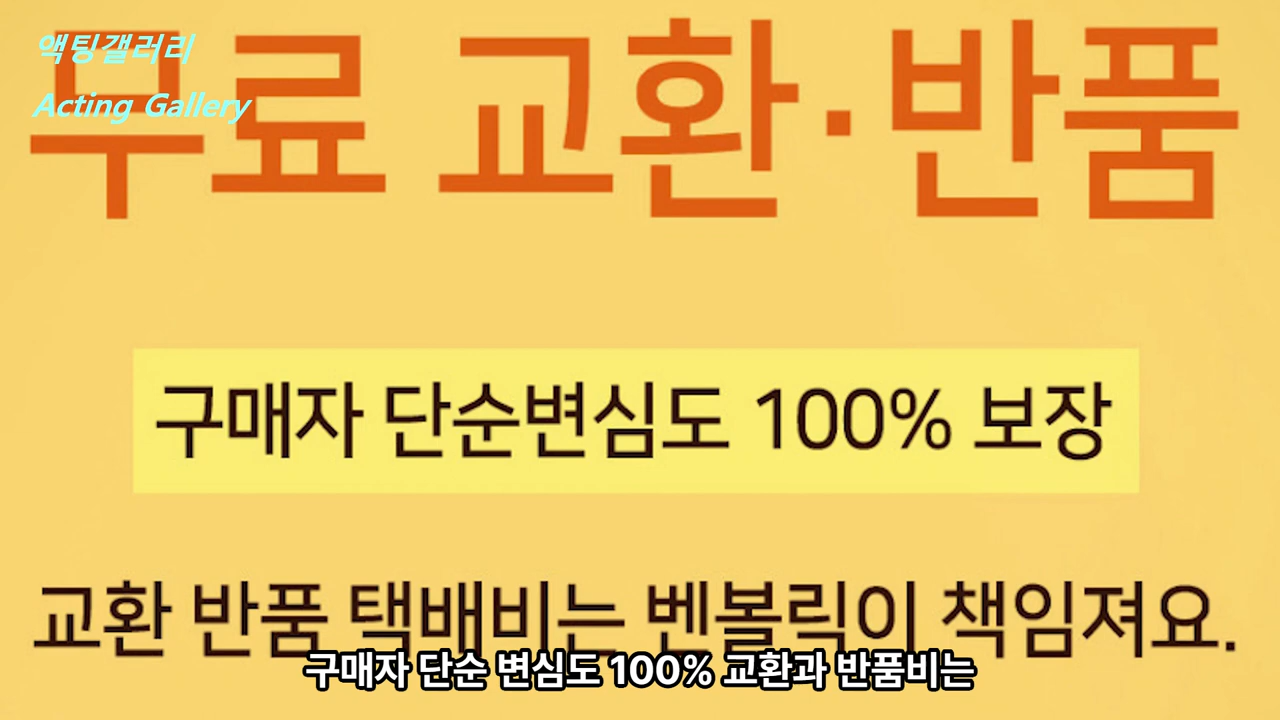 액팅갤러리
Acting Gallery
무료 교환·반품
구매자 단순변심도 100% 보장
교환 반품 택배비는 벤볼릭이 책임져요.
구매자 단순 변심도 100% 교환과 반품비는